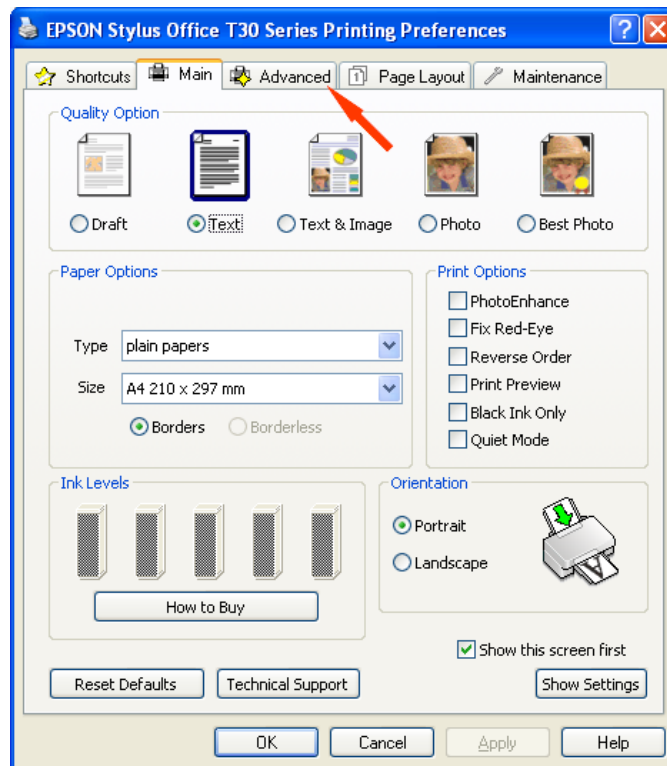 EPSON Stylus Office T30 Series Printing Preferences
Shortcuts Main Advanced Page Layout Maintenance
Quality Option
Draft Text Text & Image Photo Best Photo
Paper Options
Type plain papers
Size A4 210 x 297 mm
Borders Borderless
Print Options
PhotoEnhance
Fix Red-Eye
Reverse Order
Print Preview
Black Ink Only
Quiet Mode
Ink Levels
How to Buy
Orientation
Portrait
Landscape
Show this screen first
Reset Defaults Technical Support Show Settings
OK Cancel Apply Help